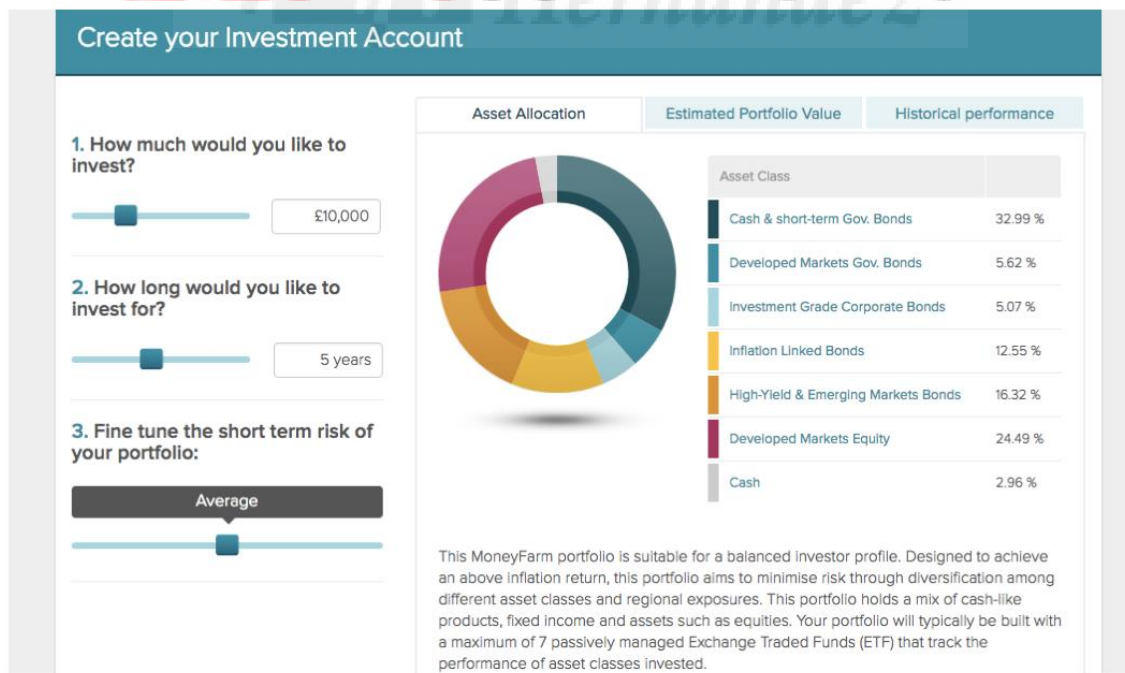 Hernández
Create your Investment Account
1. How much would you like to
invest?
£10,000
2. How long would you like to
invest for?
5 years
3. Fine tune the short term risk of
your portfolio:
Average
Asset Allocation
Estimated Portfolio Value
Historical performance
Asset Class
Cash & short-term Gov. Bonds 32.99 %
Developed Markets Gov. Bonds 5.62 %
Investment Grade Corporate Bonds 5.07 %
Inflation Linked Bonds 12.55 %
High-Yield & Emerging Markets Bonds 16.32 %
Developed Markets Equity 24.49 %
Cash 2.96 %
This MoneyFarm portfolio is suitable for a balanced investor profile. Designed to achieve
an above inflation return, this portfolio aims to minimise risk through diversification among
different asset classes and regional exposures. This portfolio holds a mix of cash-like
products, fixed income and assets such as equities. Your portfolio will typically be built with
a maximum of 7 passively managed Exchange Traded Funds (ETF) that track the
performance of asset classes invested.